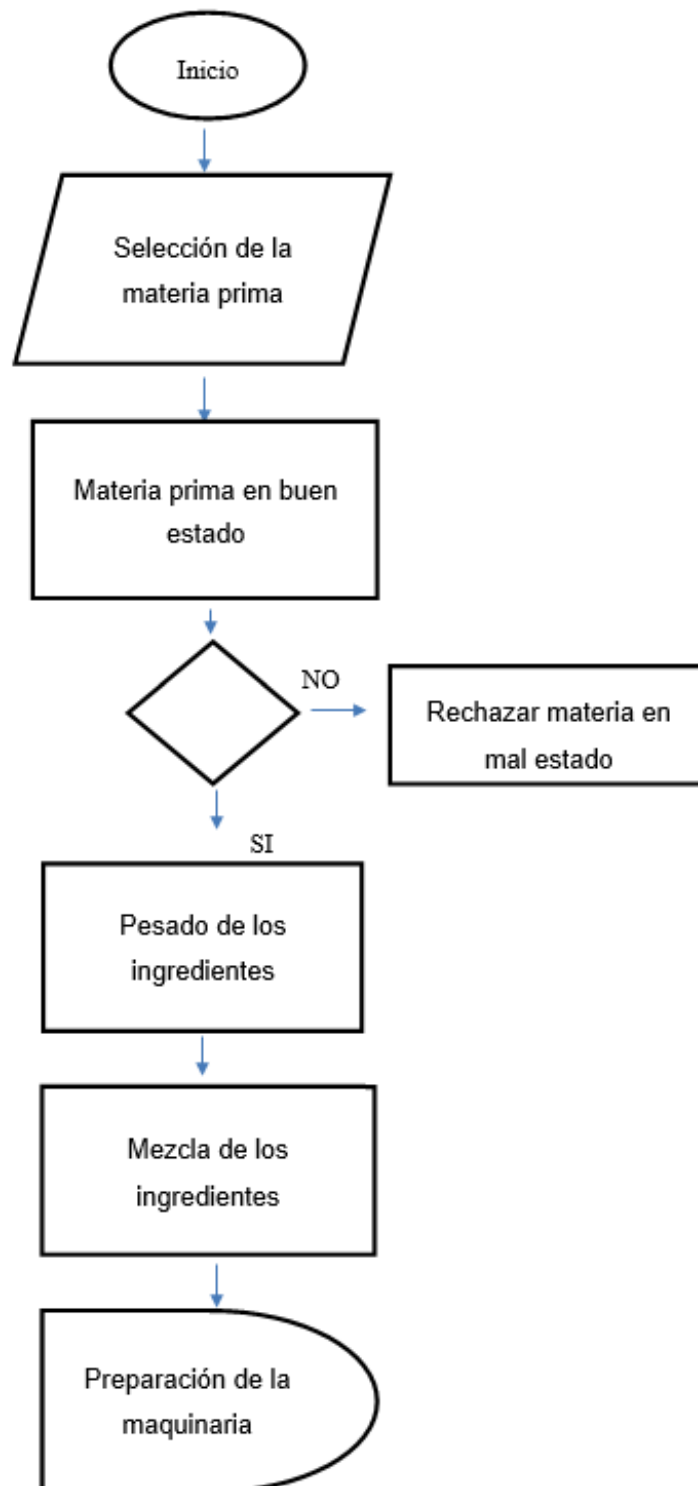 Inicio
Selección de la
materia prima
Materia prima en buen
estado
NO
Rechazar materia en
mal estado
SI
Pesado de los
ingredientes
Mezcla de los
ingredientes
Preparación de la
maquinaria